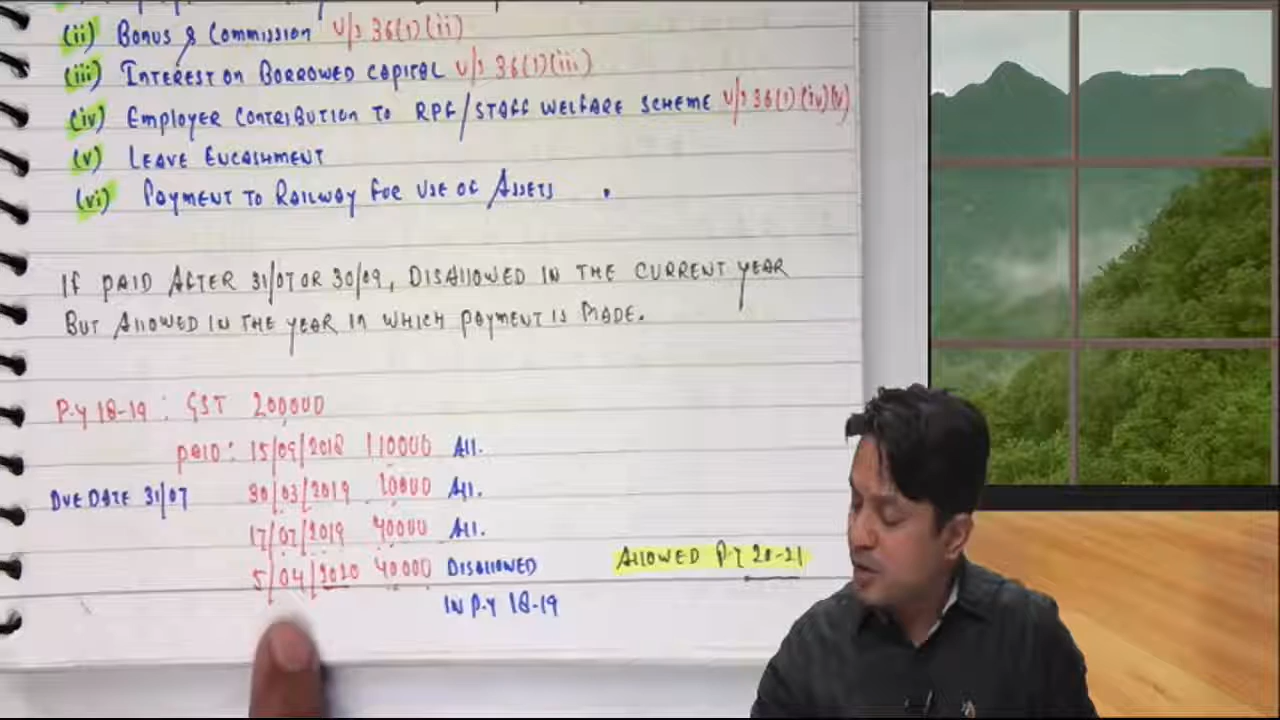 (ii) Bonus & Commission U/s 36(1)(ii)
(iii) INTEREST ON BORROWED CAPITAL U/s 36(1)(iii)
(iv) Employer Contribution to RPF/STAFF WELFARE SCHEME U/s 36(1)(iv)(v)
(v) LEAVE ENCASHMENT
(vi) PAYMENT TO RAILWAY FOR USE OF ASSETS .
IF PAID AFTER 31/07 OR 30/09, DISALLOWED IN THE CURRENT YEAR
BUT ALLOWED IN THE YEAR IN WHICH PAYMENT IS MADE.
P.Y 18-19 : GST 200000
PAID : 15/09/2018 110000 All.
DUE DATE 31/07 30/03/2019 10000 All.
17/07/2019 40000 All.
5/04/2020 40000 DISALLOWED
IN P.Y 18-19
ALLOWED P.Y 20-21